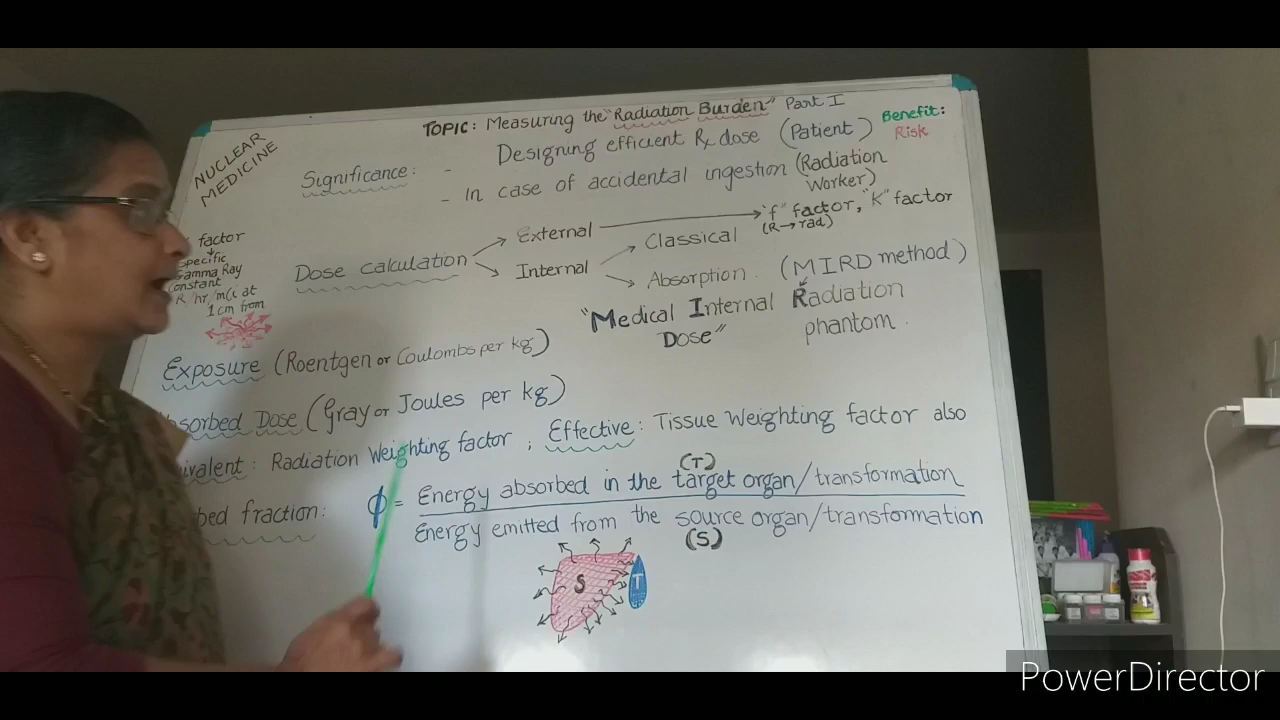 TOPIC: Measuring the "Radiation Burden" Part I
Benefit:
Risk
NUCLEAR
MEDICINE
Significance: - Designing efficient Rx dose (Patient)
- In case of accidental ingestion (Radiation
Worker)
factor
Specific
Gamma Ray
Constant
R/hr/mCi at
1cm from
Dose calculation
External
"f" factor, "K" factor
(R→rad)
Internal
Classical
Absorption. (MIRD method)
"Medical Internal Radiation
Dose"
phantom.
Exposure (Roentgen or Coulombs per kg)
Dose (Gray or Joules per kg)
: Radiation Weighting factor ; Effective: Tissue Weighting factor also
fraction: ϕ = Energy absorbed in the target organ/transformation
(T)
Energy emitted from the source organ/transformation
(S)
S
T
PowerDirector